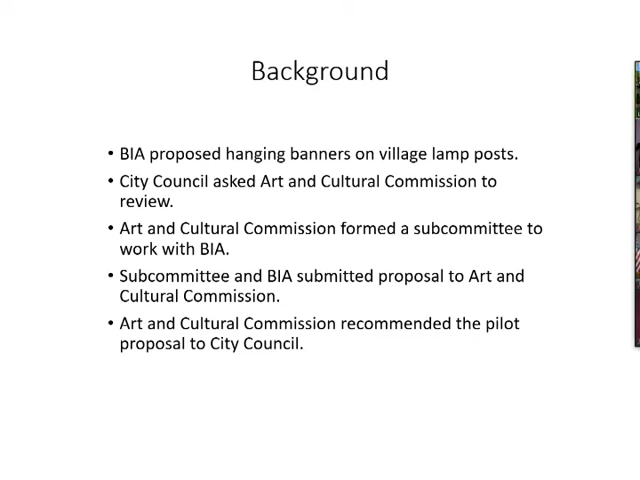 Background
• BIA proposed hanging banners on village lamp posts.
• City Council asked Art and Cultural Commission to
review.
• Art and Cultural Commission formed a subcommittee to
work with BIA.
• Subcommittee and BIA submitted proposal to Art and
Cultural Commission.
• Art and Cultural Commission recommended the pilot
proposal to City Council.